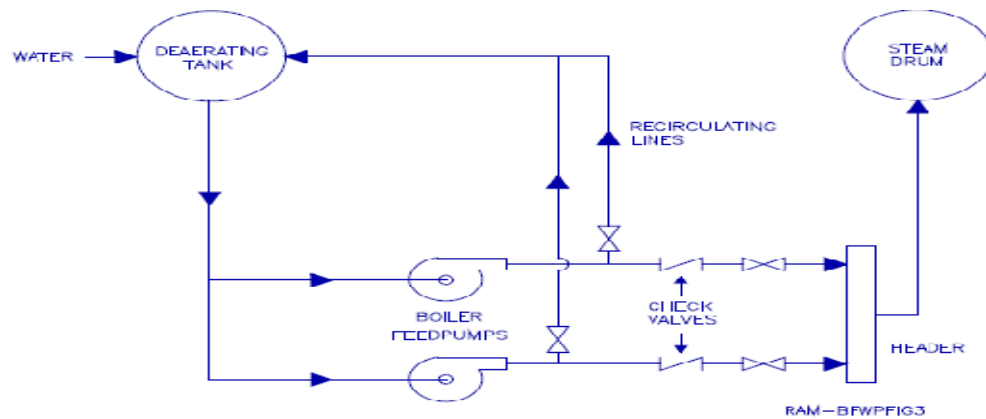 WATER
DEAERATING
TANK
STEAM
DRUM
RECIRCULATING
LINES
BOILER
FEEDPUMPS
CHECK
VALVES
HEADER
RAM-BFWPFIG3